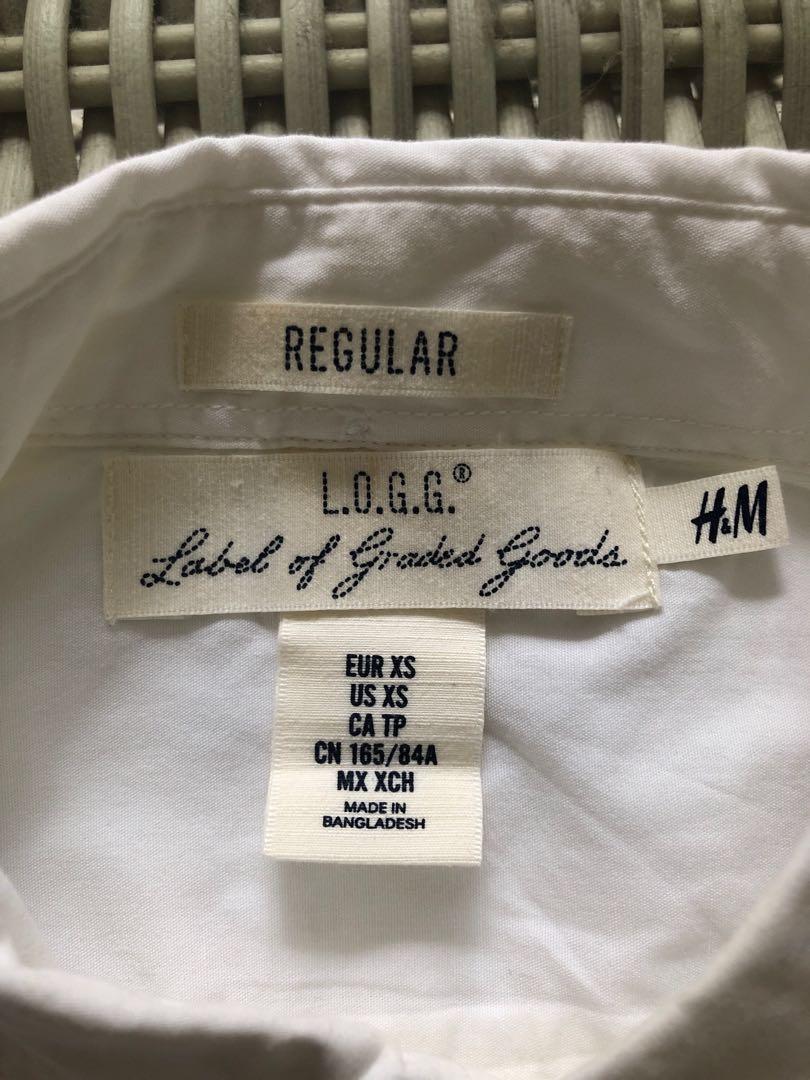 REGULAR
L.O.G.G.®
Label of Graded Goods.
H&M
EUR XS
US XS
CA TP
CN 165/84A
MX XCH
MADE IN
BANGLADESH